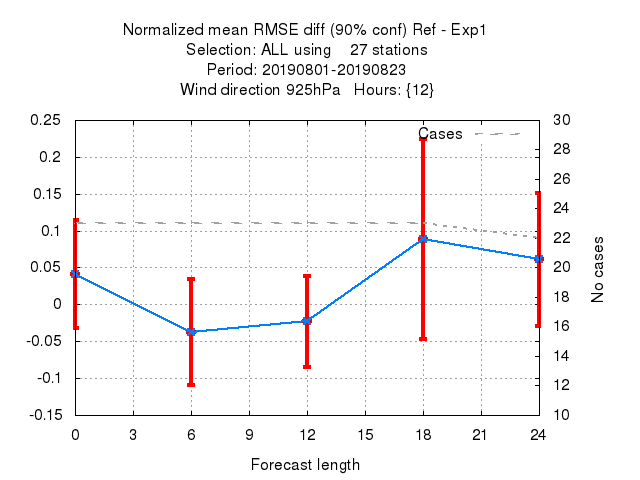 Normalized mean RMSE diff (90% conf) Ref - Exp1
Selection: ALL using    27 stations
Period: 20190801-20190823
Wind direction 925hPa   Hours: {12}
Cases
0.25
0.2
0.15
0.1
0.05
0
-0.05
-0.1
-0.15
30
28
26
24
22
20
18
16
14
12
10
No cases
0 3 6 9 12 15 18 21 24
Forecast length